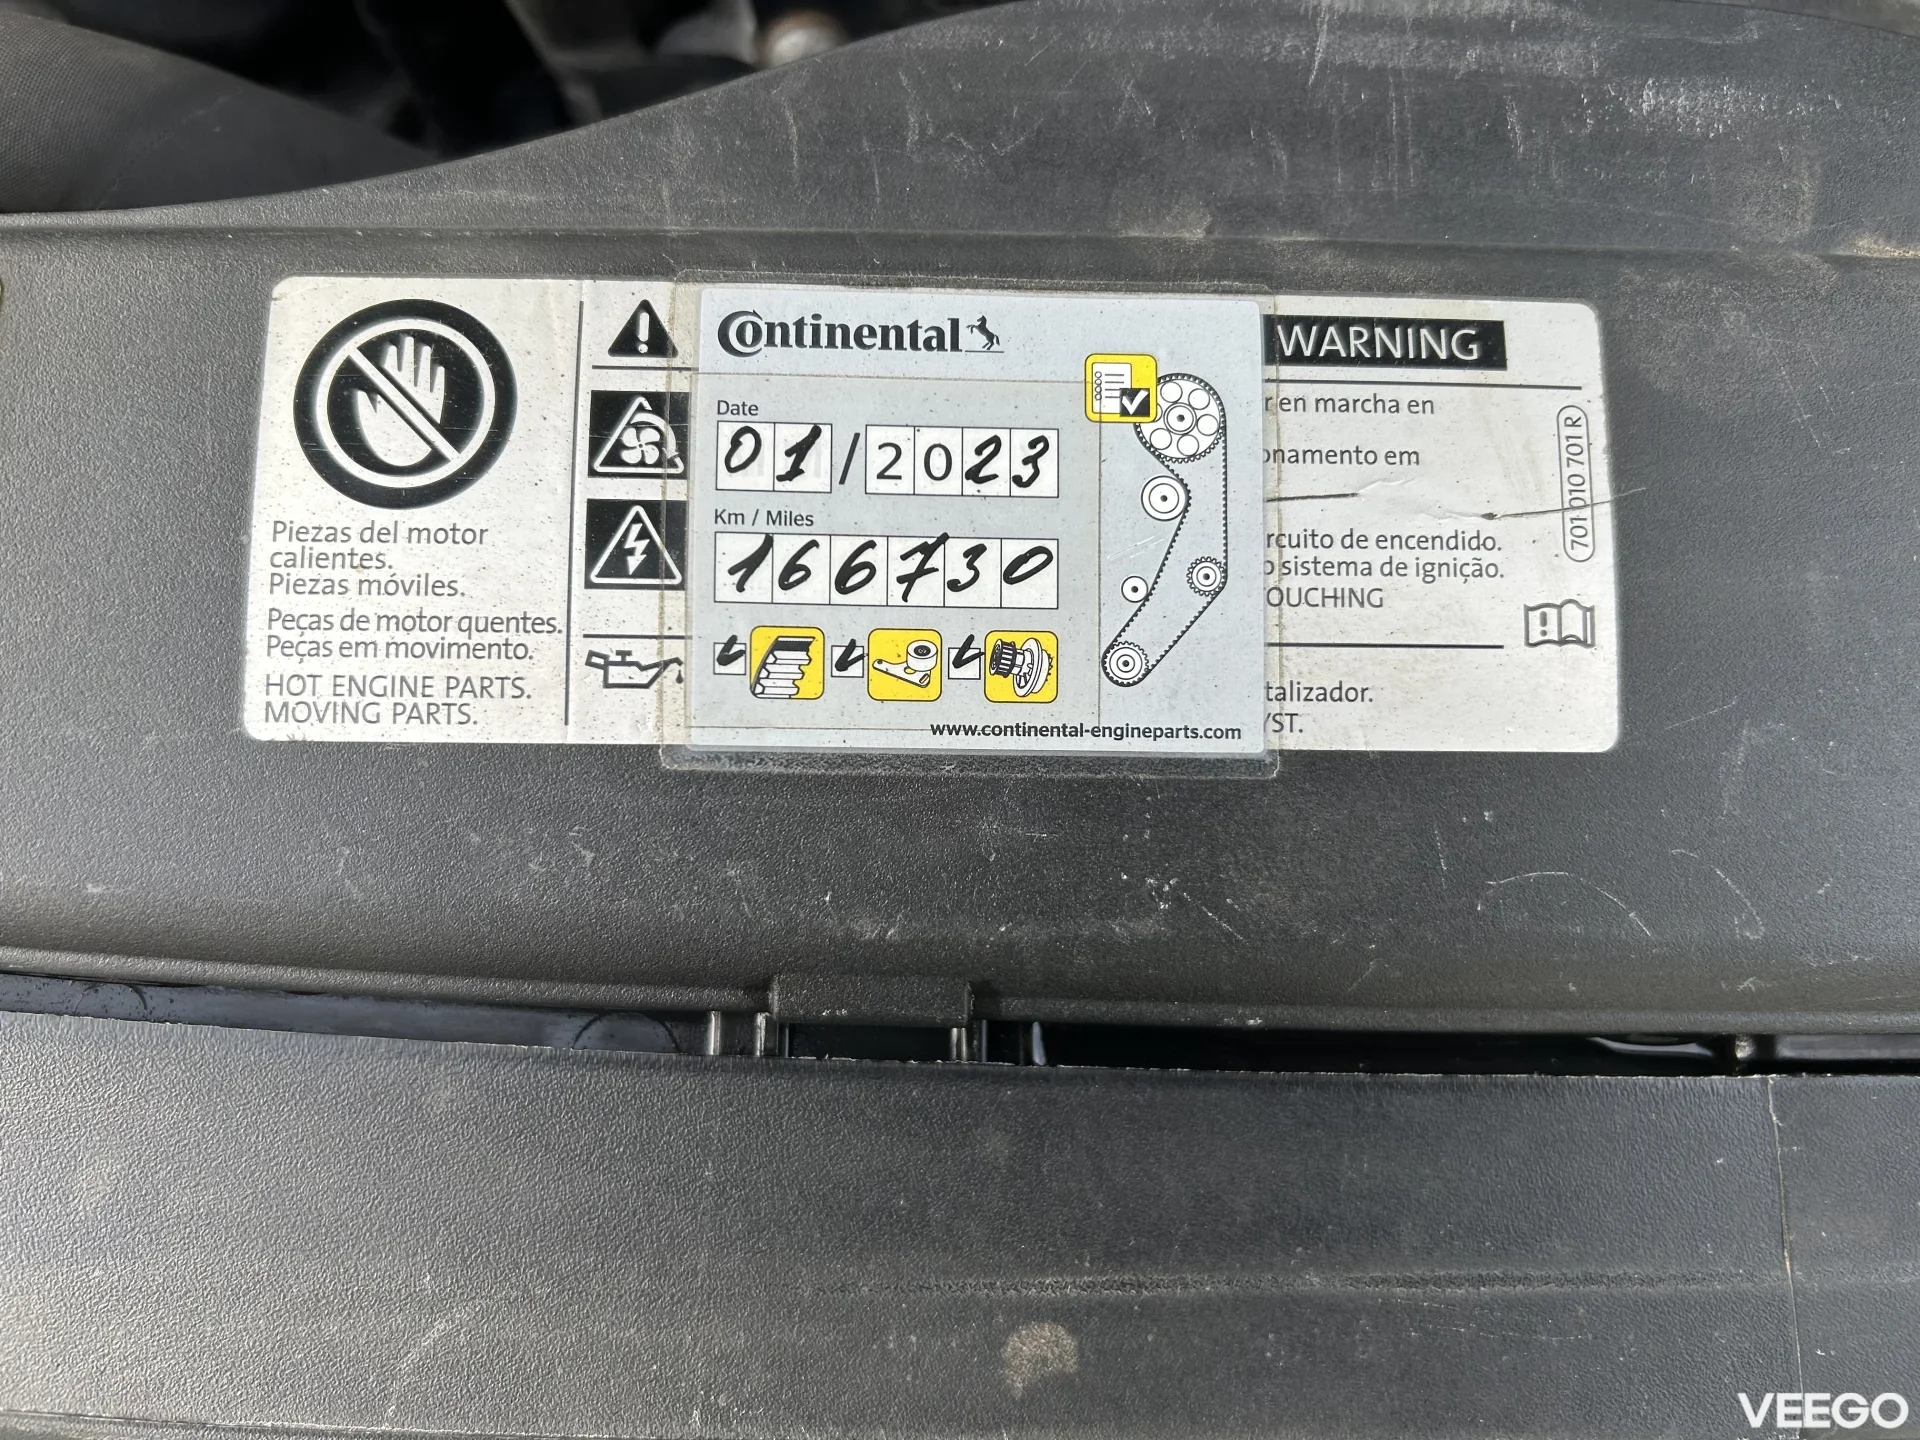 Piezas del motor
calientes.
Piezas móviles.
Peças de motor quentes.
Peças em movimento.
HOT ENGINE PARTS.
MOVING PARTS.
Continental
Date
01/2023
Km / Miles
166730
www.continental-engineparts.com
WARNING
r en marcha en
onamento em
rcuito de encendido.
o sistema de ignição.
OUCHING
talizador.
YST.
701 010 701 R
VEEGO